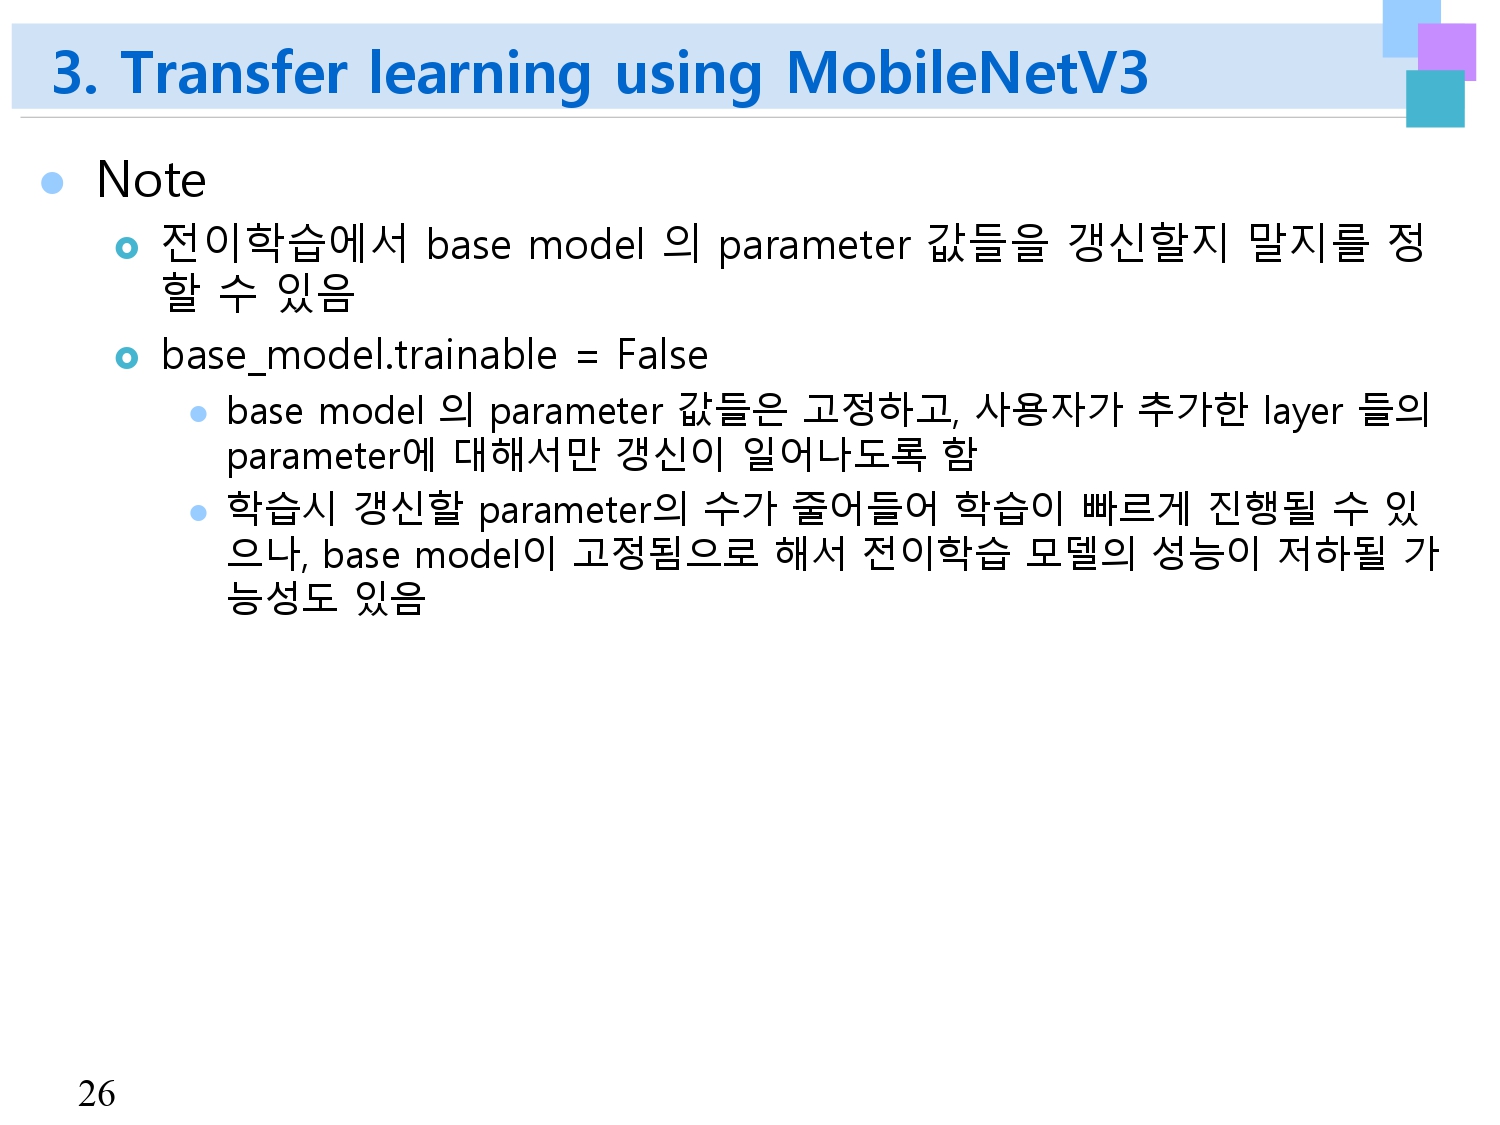 3. Transfer learning using MobileNetV3
Note
전이학습에서 base model 의 parameter 값들을 갱신할지 말지를 정
할 수 있음
base_model.trainable = False
base model 의 parameter 값들은 고정하고, 사용자가 추가한 layer 들의
parameter에 대해서만 갱신이 일어나도록 함
학습시 갱신할 parameter의 수가 줄어들어 학습이 빠르게 진행될 수 있
으나, base model이 고정됨으로 해서 전이학습 모델의 성능이 저하될 가
능성도 있음
26